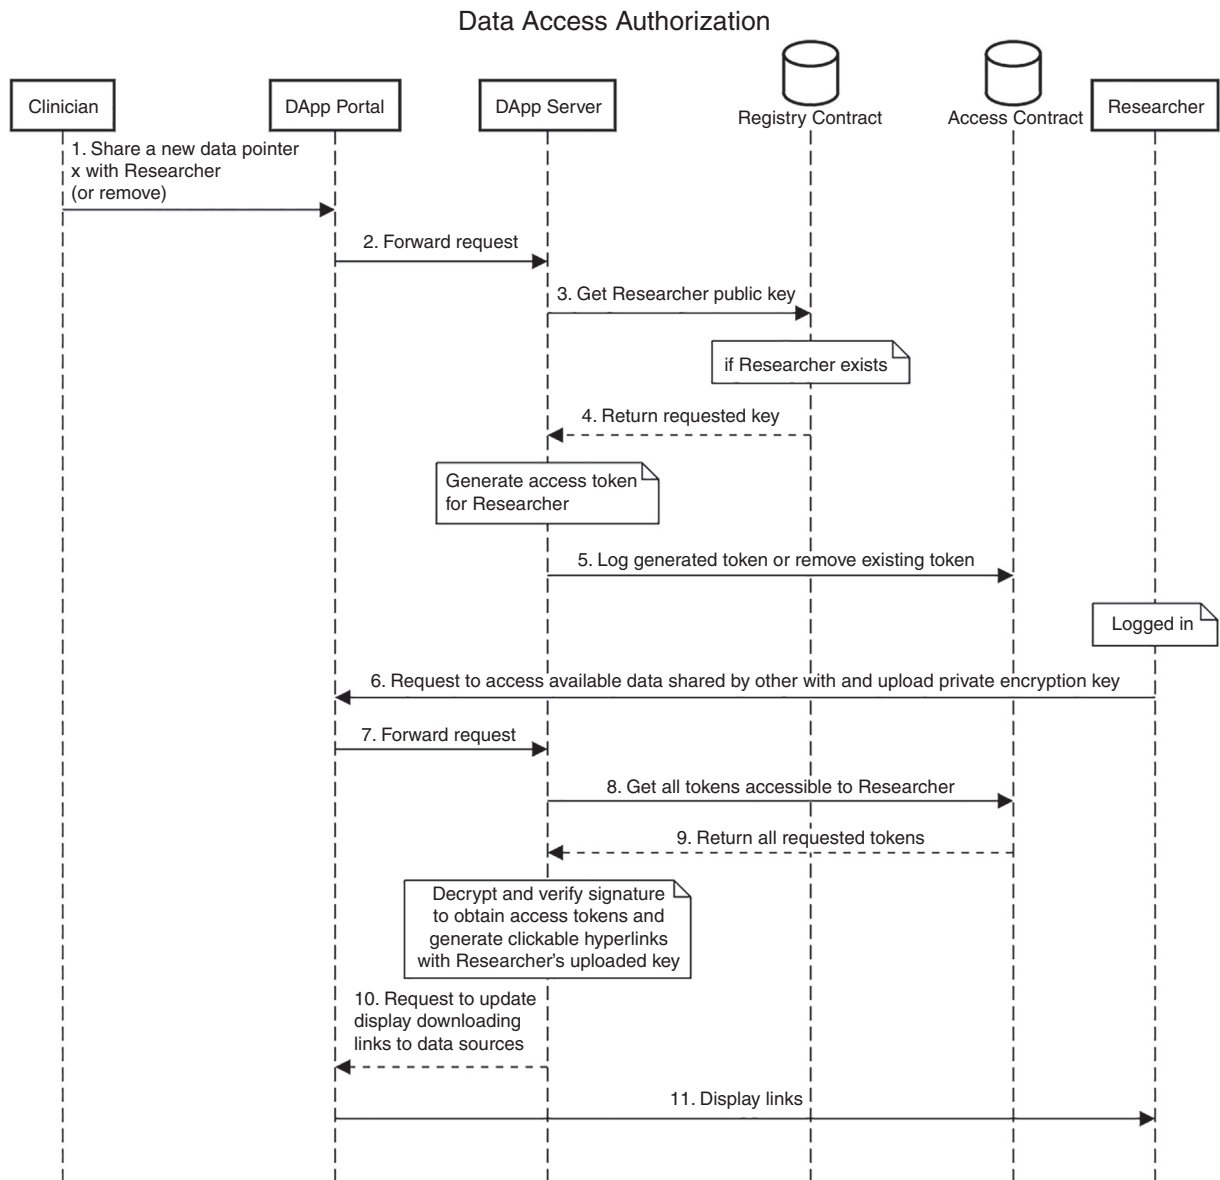 Data Access Authorization
Clinician
DApp Portal
DApp Server
Registry Contract
Access Contract
Researcher
1. Share a new data pointer
x with Researcher
(or remove)
2. Forward request
3. Get Researcher public key
if Researcher exists
4. Return requested key
Generate access token
for Researcher
5. Log generated token or remove existing token
Logged in
6. Request to access available data shared by other with and upload private encryption key
7. Forward request
8. Get all tokens accessible to Researcher
9. Return all requested tokens
Decrypt and verify signature
to obtain access tokens and
generate clickable hyperlinks
with Researcher’s uploaded key
10. Request to update
display downloading
links to data sources
11. Display links